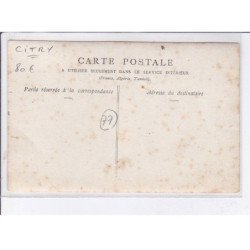 CITRY
80€
CARTE POSTALE
A UTILISER SEULEMENT DANS LE SERVICE INTÉRIEUR
(France, Algérie, Tunisie)
Partie réservée à la correspondance
Adresse du destinataire
79